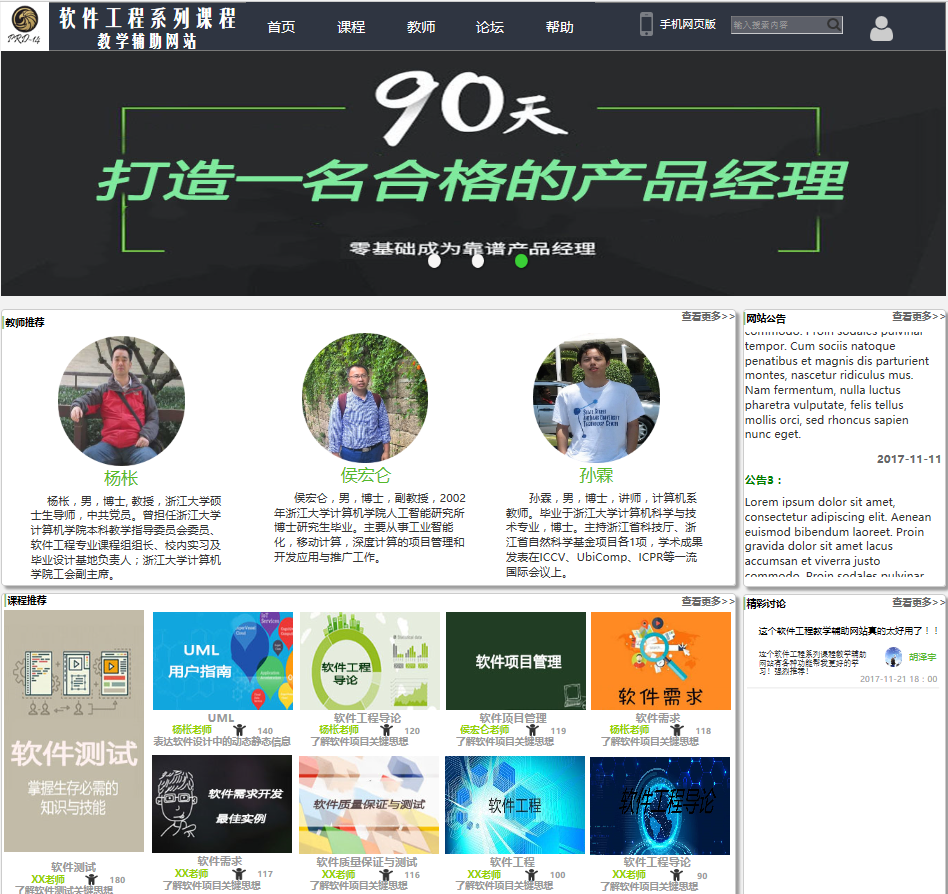 PRD-14
软件工程系列课程
教学辅助网站
首页
课程
教师
论坛
帮助
手机网页版
输入搜索内容
90天
打造一名合格的产品经理
零基础成为靠谱产品经理
教师推荐
查看更多>>
杨枨
杨枨，男，博士, 教授，浙江大学硕
士生导师，中共党员。曾担任浙江大学
计算机学院本科教学指导委员会委员、
软件工程专业课程组组长、校内实习及
毕业设计基地负责人；浙江大学计算机
学院工会副主席。
侯宏仑
侯宏仑，男，博士，副教授，2002
年浙江大学计算机学院人工智能研究所
博士研究生毕业。主要从事工业智能
化，移动计算，深度计算的项目管理和
开发应用与推广工作。
孙霖
孙霖，男，博士，讲师，计算机系
教师。毕业于浙江大学计算机科学与技
术专业，博士。主持浙江省科技厅、浙
江省自然科学基金项目各1项，学术成果
发表在ICCV、UbiComp、ICPR等一流
国际会议上。
网站公告
查看更多>>
commodo. Proin sodales pulvinar
tempor. Cum sociis natoque
penatibus et magnis dis parturient
montes, nascetur ridiculus mus.
Nam fermentum, nulla luctus
pharetra vulputate, felis tellus
mollis orci, sed rhoncus sapien
nunc eget.
2017-11-11
公告3：
Lorem ipsum dolor sit amet,
consectetur adipiscing elit. Aenean
euismod bibendum laoreet. Proin
gravida dolor sit amet lacus
accumsan et viverra justo
commodo. Proin sodales pulvinar
课程推荐
查看更多>>
软件测试
掌握生存必需的
知识与技能
软件测试
XX老师
180
了解软件测试关键思想
UML
用户指南
UML
杨枨老师
140
表达软件设计中的动态静态信息
软件工程
导论
软件工程导论
杨枨老师
120
了解软件项目关键思想
软件项目管理
软件项目管理
侯宏仑老师
119
了解软件项目关键思想
软件需求
软件需求
杨枨老师
118
了解软件项目关键思想
软件需求开发
最佳实例
软件需求
XX老师
117
了解软件项目关键思想
软件质量保证与测试
软件质量保证与测试
XX老师
116
了解软件项目关键思想
软件工程
软件工程
XX老师
100
了解软件项目关键思想
软件工程导论
软件工程导论
XX老师
90
了解软件项目关键思想
精彩讨论
查看更多>>
这个软件工程教学辅助网站真的太好用了！！
这个软件工程系列课程教学辅助
网站有各种功能帮我更好的学
习！强烈推荐！
胡泽宇
2017-11-21 18：00